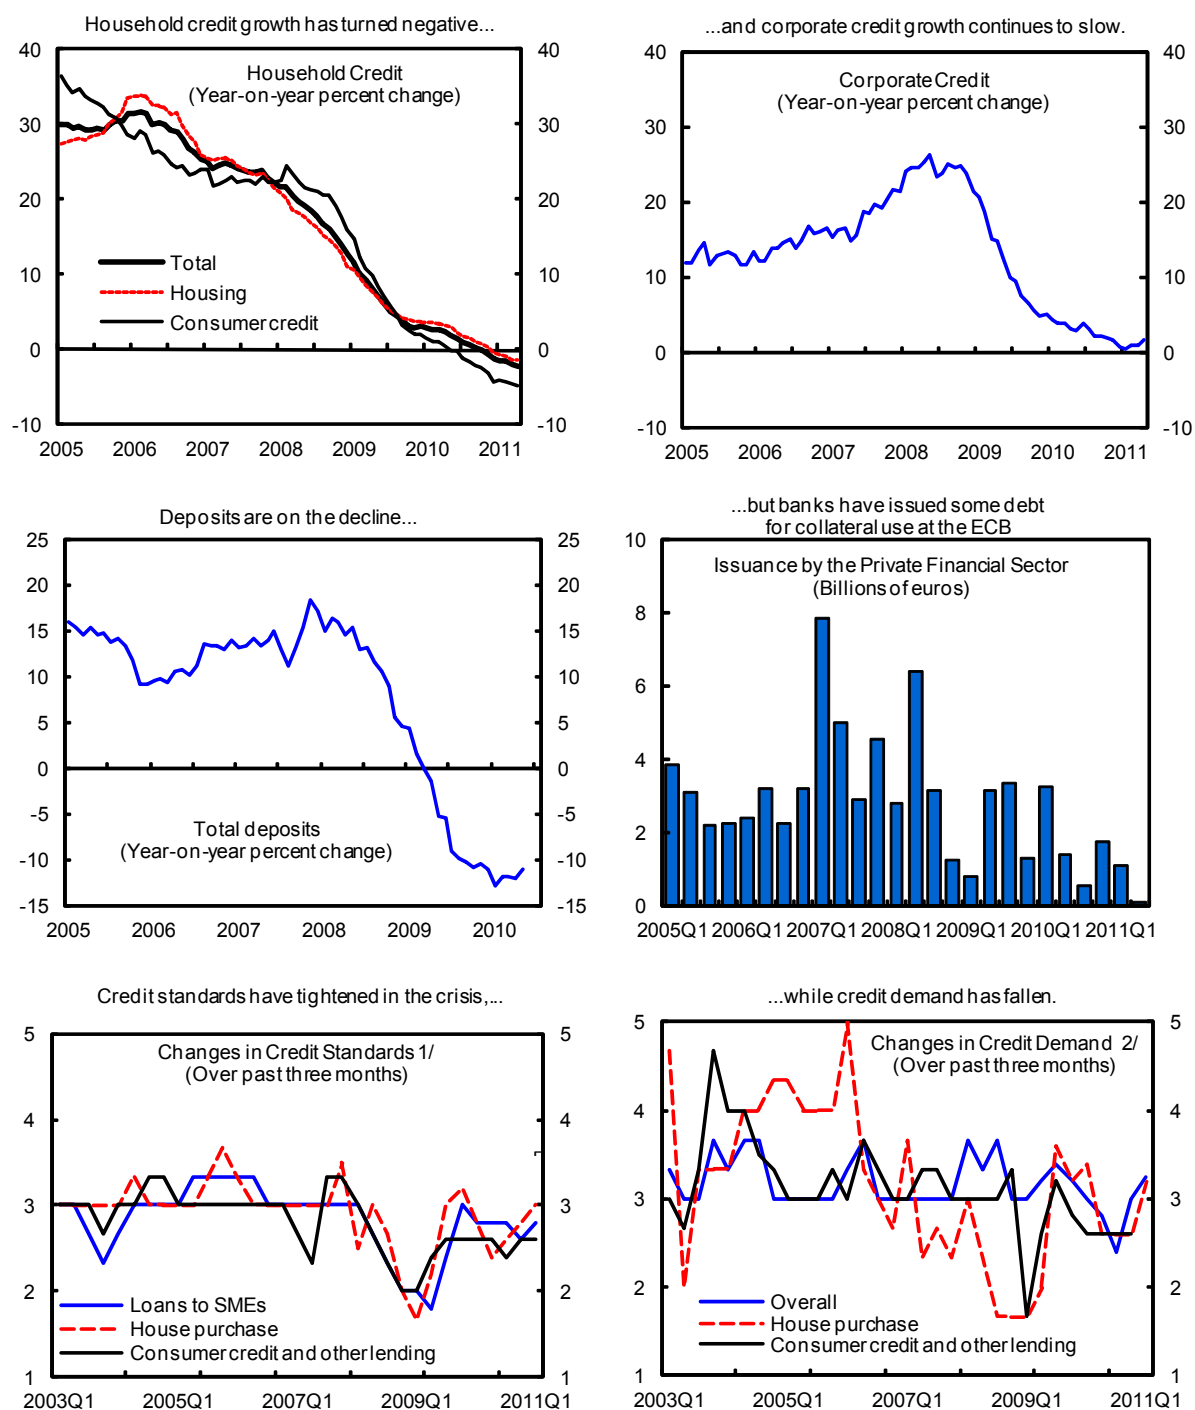 Household credit growth has turned negative...
Household Credit
(Year-on-year percent change)
40
30
20
10
0
-10
40
30
20
10
0
-10
Total
Housing
Consumer credit
2005 2006 2007 2008 2009 2010 2011
...and corporate credit growth continues to slow.
Corporate Credit
(Year-on-year percent change)
40
30
20
10
0
-10
40
30
20
10
0
-10
2005 2006 2007 2008 2009 2010 2011
Deposits are on the decline...
25
20
15
10
5
0
-5
-10
-15
25
20
15
10
5
0
-5
-10
-15
Total deposits
(Year-on-year percent change)
2005 2006 2007 2008 2009 2010
...but banks have issued some debt
for collateral use at the ECB
Issuance by the Private Financial Sector
(Billions of euros)
10
8
6
4
2
0
2005Q1 2006Q1 2007Q1 2008Q1 2009Q1 2010Q1 2011Q1
Credit standards have tightened in the crisis,...
Changes in Credit Standards 1/
(Over past three months)
5
4
3
2
1
5
4
3
2
1
Loans to SMEs
House purchase
Consumer credit and other lending
2003Q1 2005Q1 2007Q1 2009Q1 2011Q1
...while credit demand has fallen.
Changes in Credit Demand 2/
(Over past three months)
5
4
3
2
1
5
4
3
2
1
Overall
House purchase
Consumer credit and other lending
2003Q1 2005Q1 2007Q1 2009Q1 2011Q1